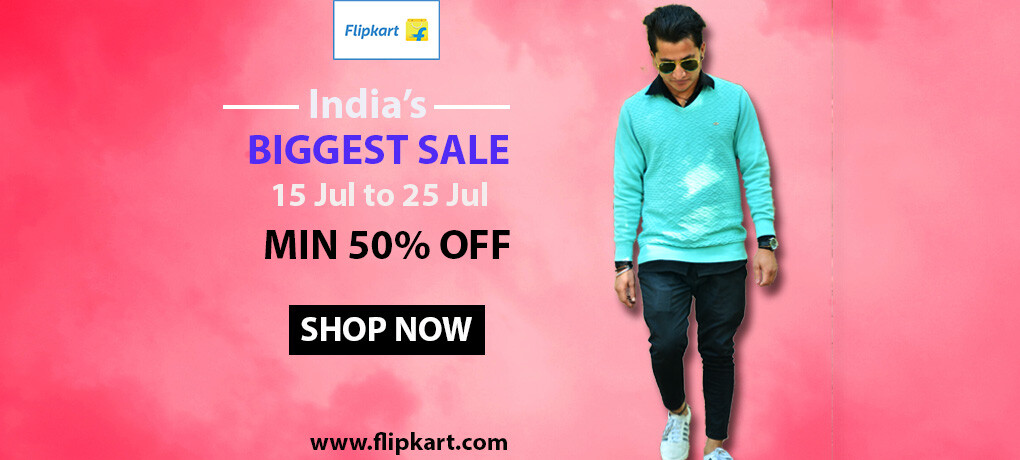 Flipkart
India’s
BIGGEST SALE
15 Jul to 25 Jul
MIN 50% OFF
SHOP NOW
www.flipkart.com